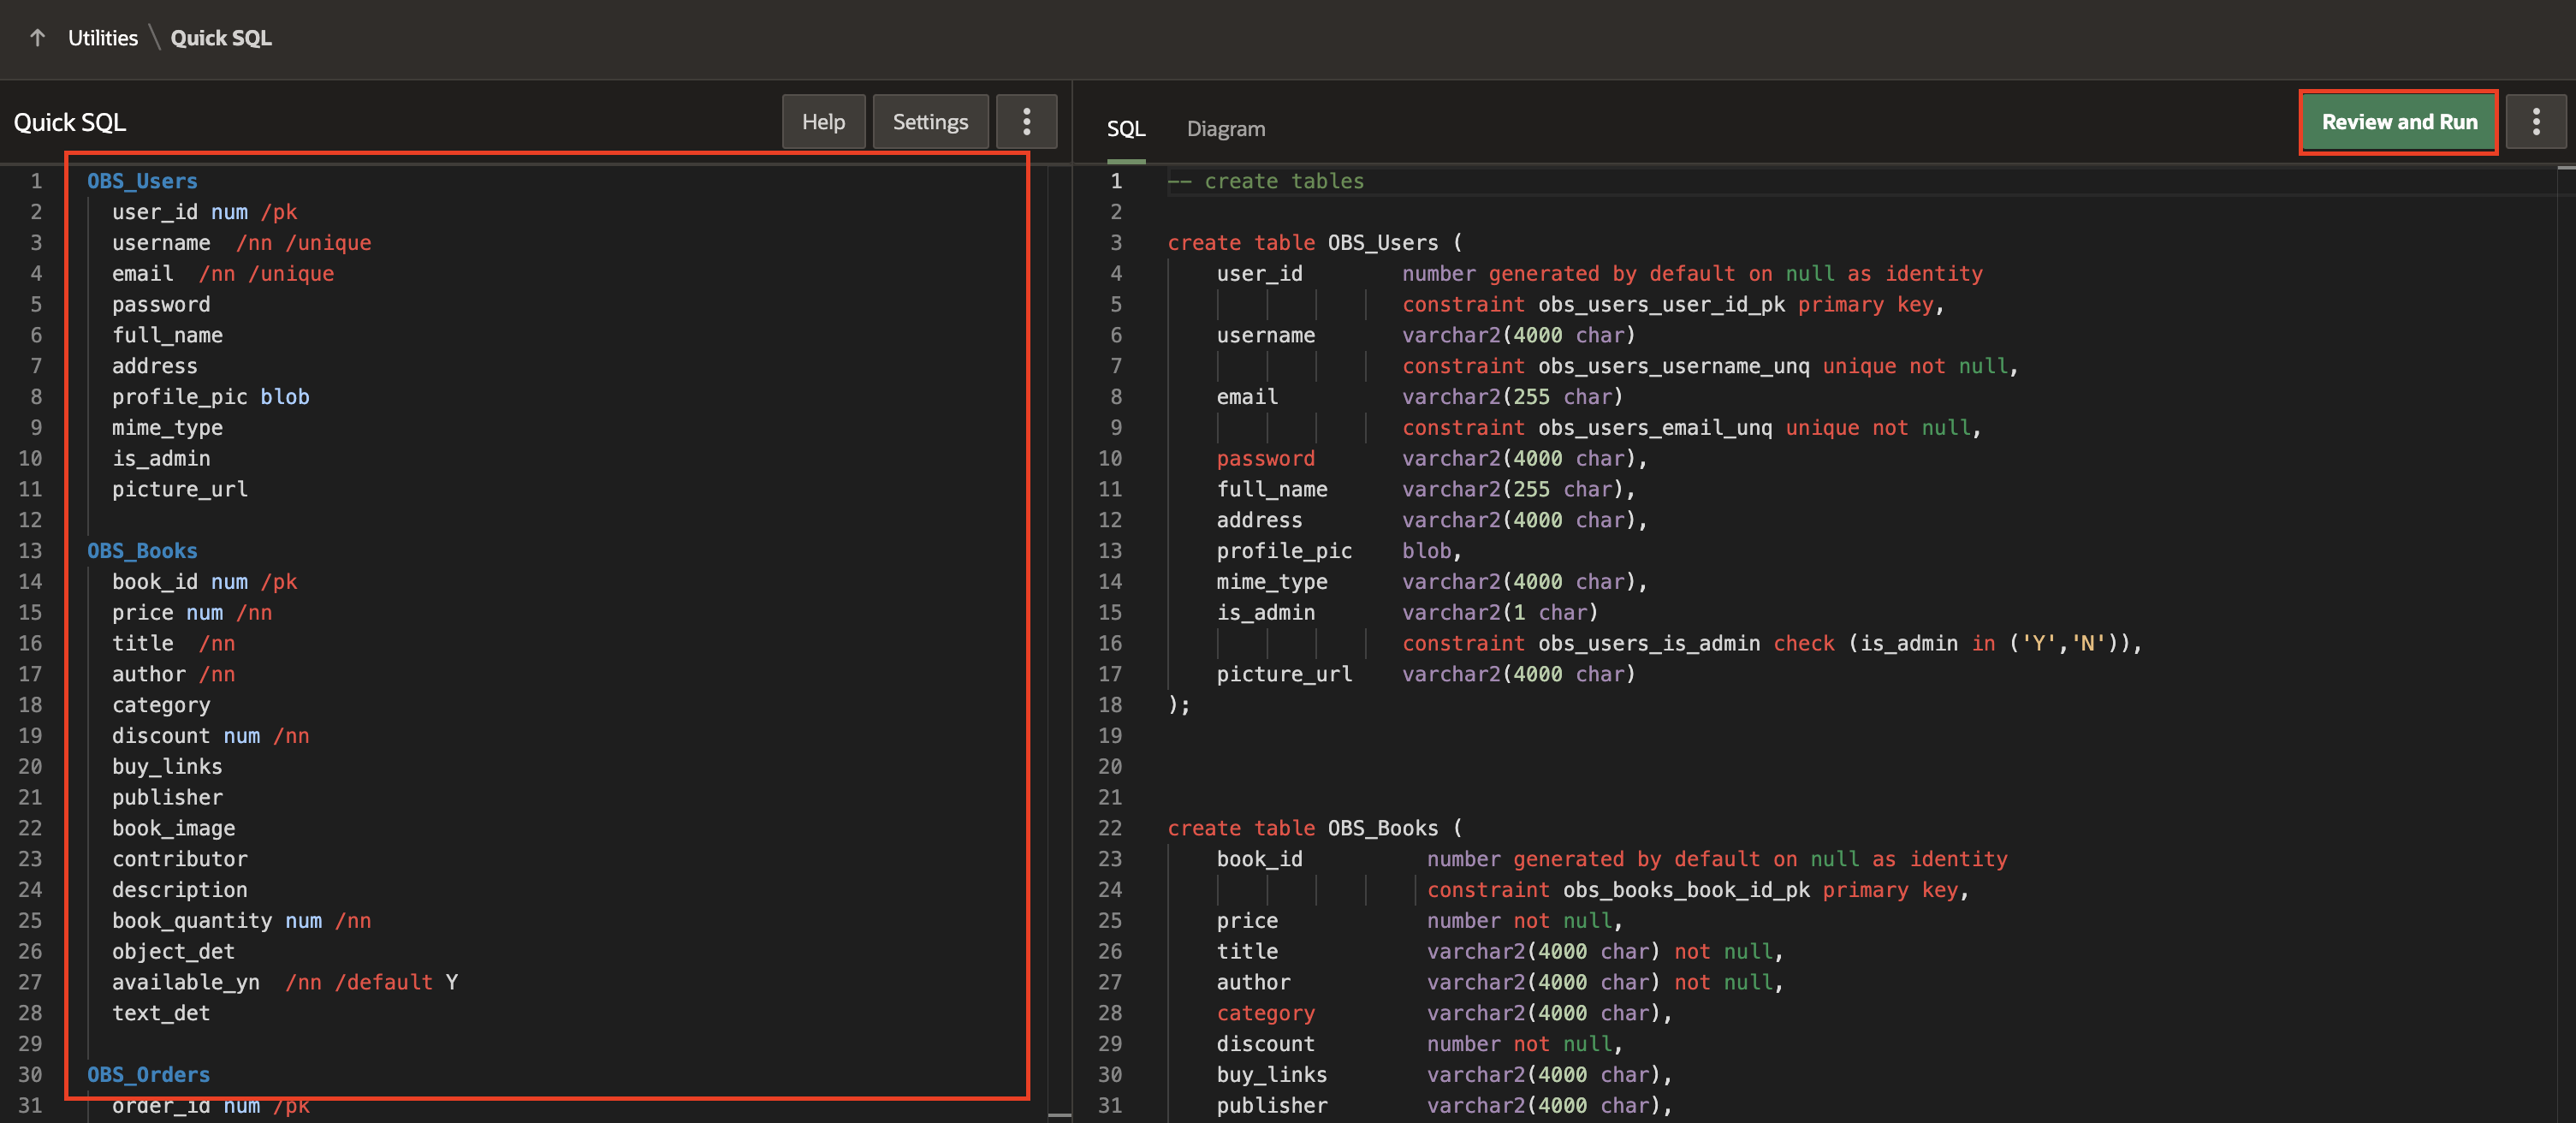 Utilities \ Quick SQL
Quick SQL
Help
Settings
1 OBS_Users
2 user_id num /pk
3 username  /nn /unique
4 email  /nn /unique
5 password
6 full_name
7 address
8 profile_pic blob
9 mime_type
10 is_admin
11 picture_url
12
13 OBS_Books
14 book_id num /pk
15 price num /nn
16 title  /nn
17 author /nn
18 category
19 discount num /nn
20 buy_links
21 publisher
22 book_image
23 contributor
24 description
25 book_quantity num /nn
26 object_det
27 available_yn  /nn /default Y
28 text_det
29
30 OBS_Orders
31 order_id num /pk
SQL
Diagram
Review and Run
1 -- create tables
2
3 create table OBS_Users (
4 user_id number generated by default on null as identity
5 constraint obs_users_user_id_pk primary key,
6 username varchar2(4000 char)
7 constraint obs_users_username_unq unique not null,
8 email varchar2(255 char)
9 constraint obs_users_email_unq unique not null,
10 password varchar2(4000 char),
11 full_name varchar2(255 char),
12 address varchar2(4000 char),
13 profile_pic blob,
14 mime_type varchar2(4000 char),
15 is_admin varchar2(1 char)
16 constraint obs_users_is_admin check (is_admin in ('Y','N')),
17 picture_url varchar2(4000 char)
18 );
19
20
21
22 create table OBS_Books (
23 book_id number generated by default on null as identity
24 constraint obs_books_book_id_pk primary key,
25 price number not null,
26 title varchar2(4000 char) not null,
27 author varchar2(4000 char) not null,
28 category varchar2(4000 char),
29 discount number not null,
30 buy_links varchar2(4000 char),
31 publisher varchar2(4000 char),